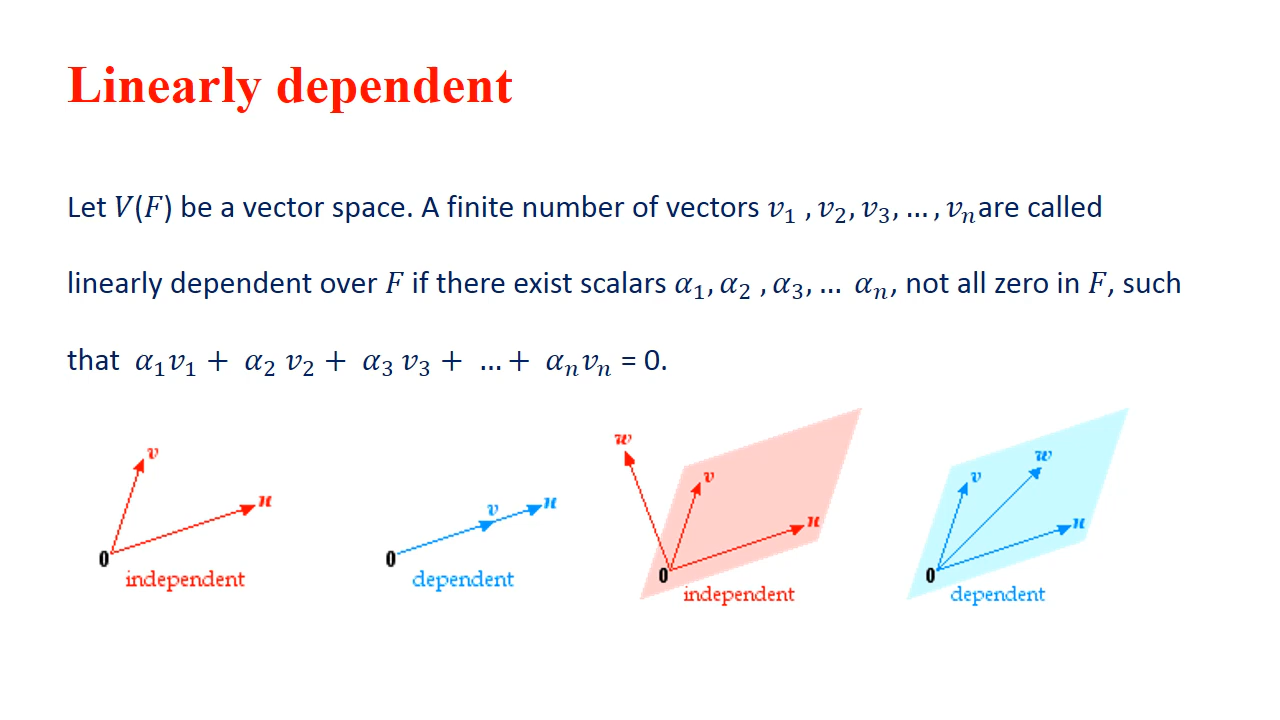 Linearly dependent
Let 𝑉(𝐹) be a vector space. A finite number of vectors 𝑣₁ , 𝑣₂, 𝑣₃, … , 𝑣ₙare called
linearly dependent over 𝐹 if there exist scalars 𝛼₁, 𝛼₂ , 𝛼₃, … 𝛼ₙ, not all zero in 𝐹, such
that 𝛼₁𝑣₁ + 𝛼₂ 𝑣₂ + 𝛼₃ 𝑣₃ + … + 𝛼ₙ𝑣ₙ = 0.
v
u
0
independent
v
u
0
dependent
w
v
u
0
independent
w
v
u
0
dependent